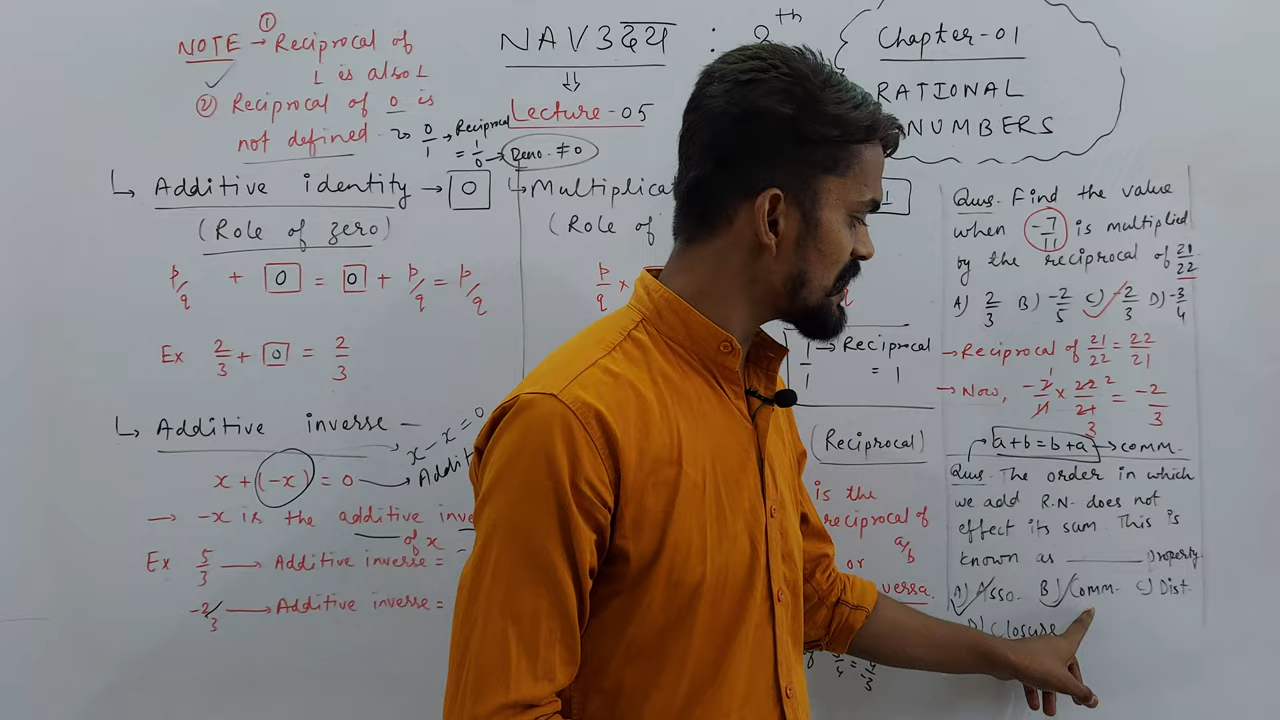 NOTE → ① Reciprocal of
1 is also 1
② Reciprocal of 0 is
not defined
0/1 → Reciprocal
= 1/0 → Deno. ≠ 0
NAV3
: 8th
Lecture-05
Chapter-01
RATIONAL
NUMBERS
Additive identity → 0
(Role of zero)
p/q + 0 = 0 + p/q = p/q
Ex 2/3 + 0 = 2/3
Additive inverse –
x + (-x) = 0
x - x = 0
→ -x is the additive
of x
Ex 5/3 → Additive inverse =
-2/3 → Additive inverse =
(Role of
p/q ×
1/1 → Reciprocal
= 1
(Reciprocal)
is the
reciprocal of
a/b
or
versa.
Ques. Find the value
when -7/11 is multiplied
by the reciprocal of 21/22
A) 2/3 B) -2/5 C) -2/3 D) -3/4
→ Reciprocal of 21/22 = 22/21
→ Now, -7/11 × 22/21 = -2/3
a+b = b+a → comm.
Ques. The order in which
we add R.N. does not
effect its sum. This is
known as ______ Property.
A) Asso. B) Comm. C) Dist.
D) Closure